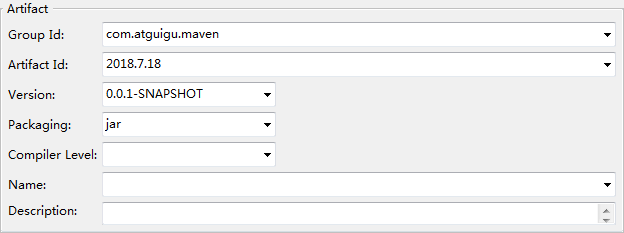 Artifact
Group Id: com.atguigu.maven
Artifact Id: 2018.7.18
Version: 0.0.1-SNAPSHOT
Packaging: jar
Compiler Level:
Name:
Description: